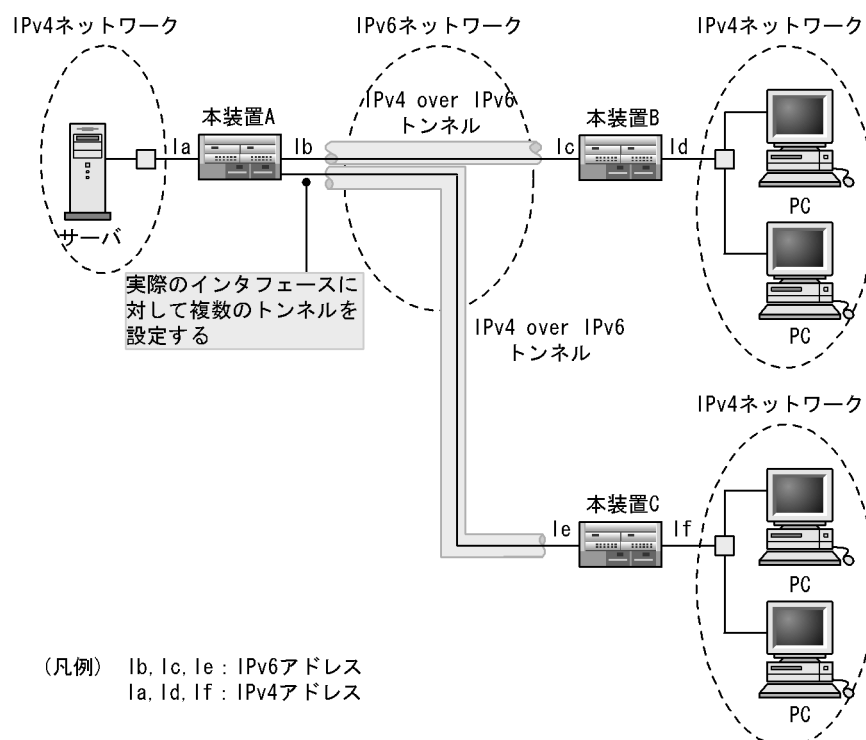 IPv4ネットワーク
IPv6ネットワーク
IPv4ネットワーク
IPv4 over IPv6
トンネル
本装置A
本装置B
Ia
Ib
Ic
Id
サーバ
PC
PC
実際のインタフェースに
対して複数のトンネルを
設定する
IPv4 over IPv6
トンネル
IPv4ネットワーク
本装置C
Ie
If
PC
PC
(凡例) Ib,Ic,Ie：IPv6アドレス
Ia,Id,If：IPv4アドレス